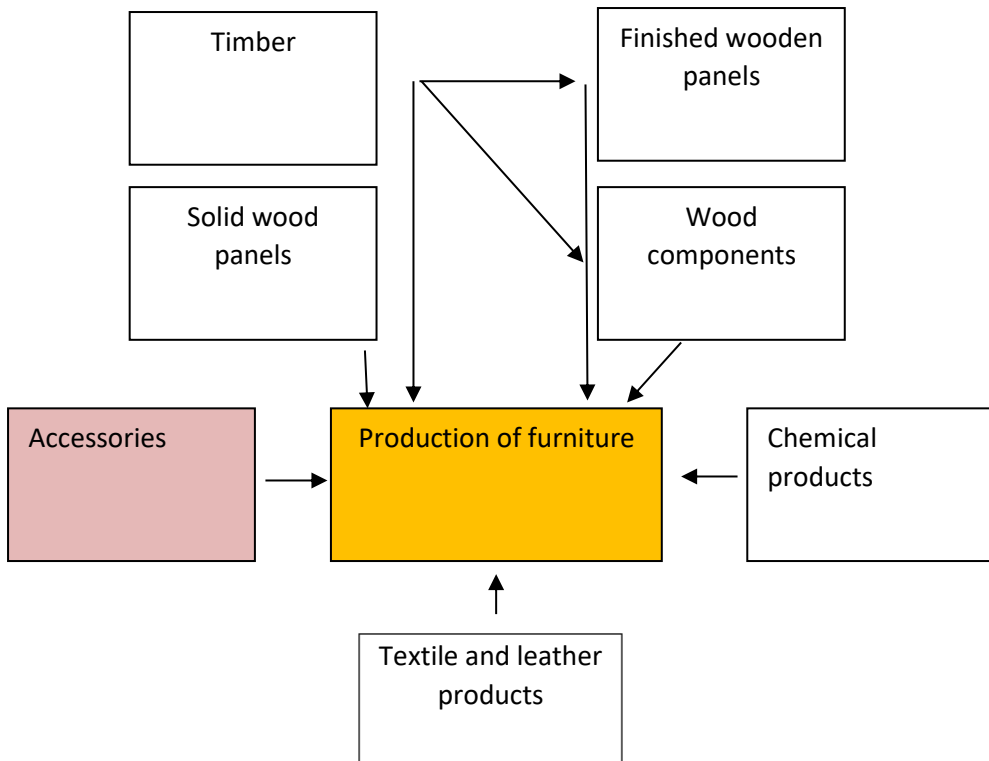 Timber
Finished wooden
panels
Solid wood
panels
Wood
components
Accessories
Production of furniture
Chemical
products
Textile and leather
products